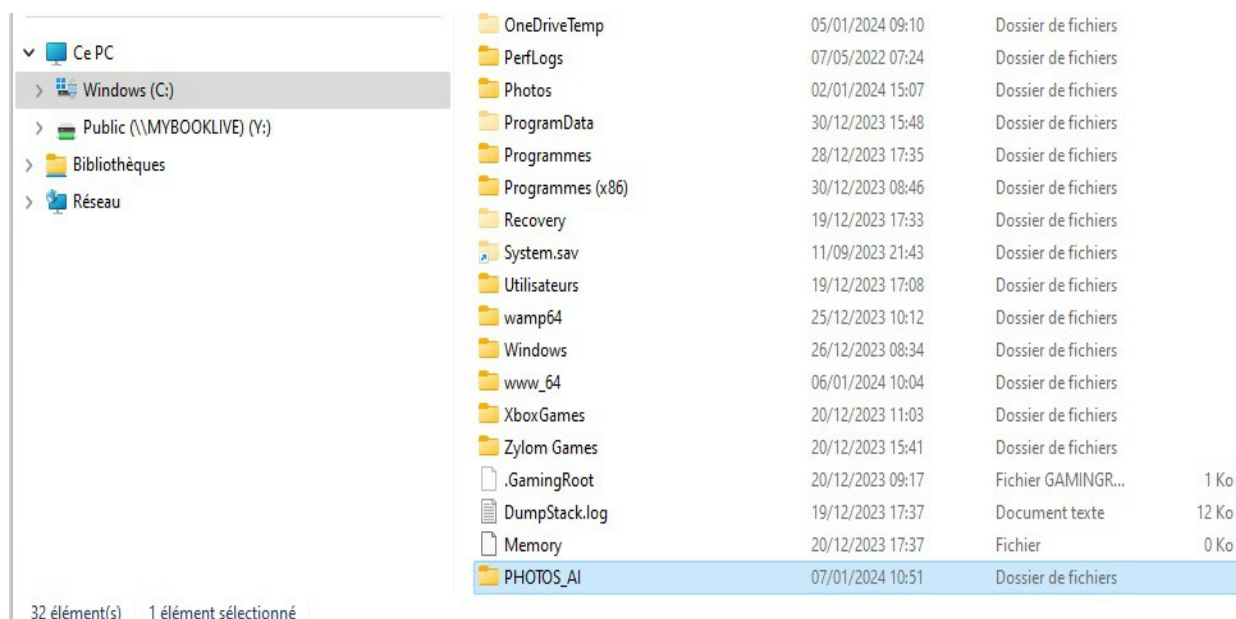 Ce PC
Windows (C:)
Public (\\MYBOOKLIVE) (Y:)
Bibliothèques
Réseau
OneDriveTemp 05/01/2024 09:10 Dossier de fichiers
PerfLogs 07/05/2022 07:24 Dossier de fichiers
Photos 02/01/2024 15:07 Dossier de fichiers
ProgramData 30/12/2023 15:48 Dossier de fichiers
Programmes 28/12/2023 17:35 Dossier de fichiers
Programmes (x86) 30/12/2023 08:46 Dossier de fichiers
Recovery 19/12/2023 17:33 Dossier de fichiers
System.sav 11/09/2023 21:43 Dossier de fichiers
Utilisateurs 19/12/2023 17:08 Dossier de fichiers
wamp64 25/12/2023 10:12 Dossier de fichiers
Windows 26/12/2023 08:34 Dossier de fichiers
www_64 06/01/2024 10:04 Dossier de fichiers
XboxGames 20/12/2023 11:03 Dossier de fichiers
Zylom Games 20/12/2023 15:41 Dossier de fichiers
.GamingRoot 20/12/2023 09:17 Fichier GAMINGR... 1 Ko
DumpStack.log 19/12/2023 17:37 Document texte 12 Ko
Memory 20/12/2023 17:37 Fichier 0 Ko
PHOTOS_AI 07/01/2024 10:51 Dossier de fichiers
32 élément(s) 1 élément sélectionné